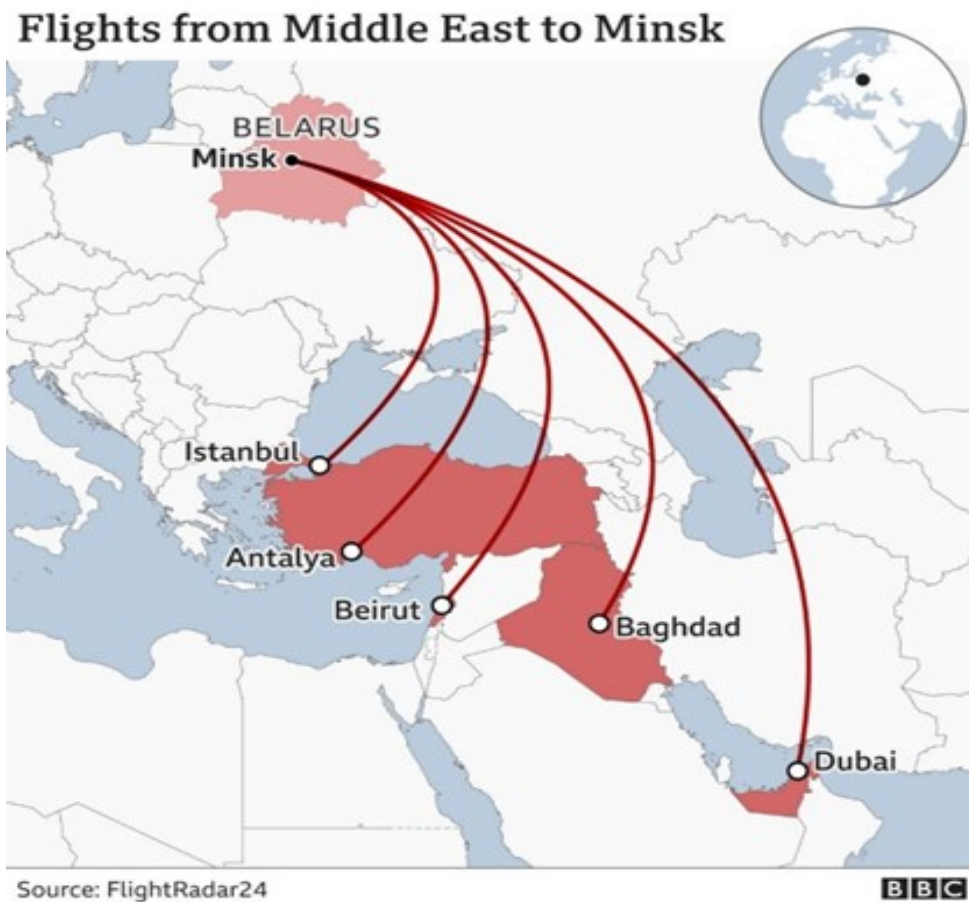 Flights from Middle East to Minsk
BELARUS
Minsk
Istanbul
Antalya
Beirut
Baghdad
Dubai
Source: FlightRadar24
BBC